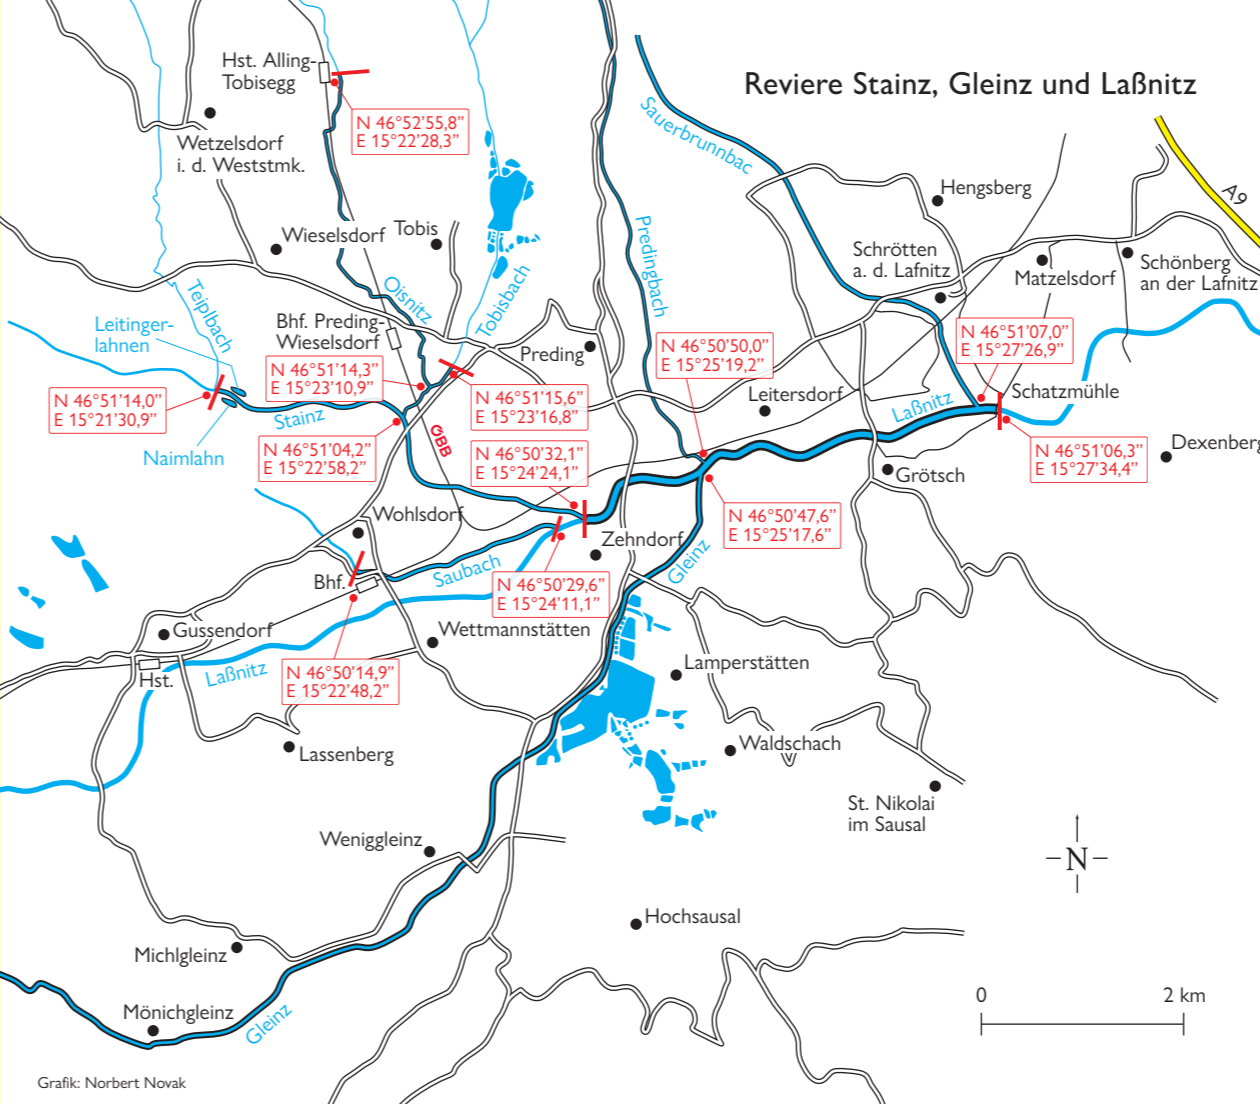 Reviere Stainz, Gleinz und Laßnitz
Hst. Alling-
Tobisegg
N 46°52’55,8”
E 15°22’28,3”
Wetzelsdorf
i. d. Weststmk.
Sauerbrunnbac
A9
Hengsberg
Wieselsdorf
Tobis
Predingbach
Schrötten
a. d. Lafnitz
Matzelsdorf
Schönberg
an der Lafnitz
Teiplbach
Oisnitz
Tobisbach
Leitinger-
lahnen
Bhf. Preding-
Wieselsdorf
Preding
N 46°50’50,0”
E 15°25’19,2”
N 46°51’07,0”
E 15°27’26,9”
N 46°51’14,3”
E 15°23’10,9”
N 46°51’14,0”
E 15°21’30,9”
N 46°51’15,6”
E 15°23’16,8”
Leitersdorf
Schatzmühle
Laßnitz
Stainz
ÖBB
N 46°51’04,2”
E 15°22’58,2”
N 46°50’32,1”
E 15°24’24,1”
N 46°51’06,3”
E 15°27’34,4”
Dexenberg
Naimlahn
Grötsch
Wohlsdorf
N 46°50’47,6”
E 15°25’17,6”
Zehndorf
Gleinz
Bhf.
Saubach
N 46°50’29,6”
E 15°24’11,1”
Gussendorf
Wettmannstätten
Hst.
Laßnitz
N 46°50’14,9”
E 15°22’48,2”
Lamperstätten
Lassenberg
Waldschach
St. Nikolai
im Sausal
Weniggleinz
N
Hochsausal
Michlgleinz
Mönichgleinz
Gleinz
0
2 km
Grafik: Norbert Novak